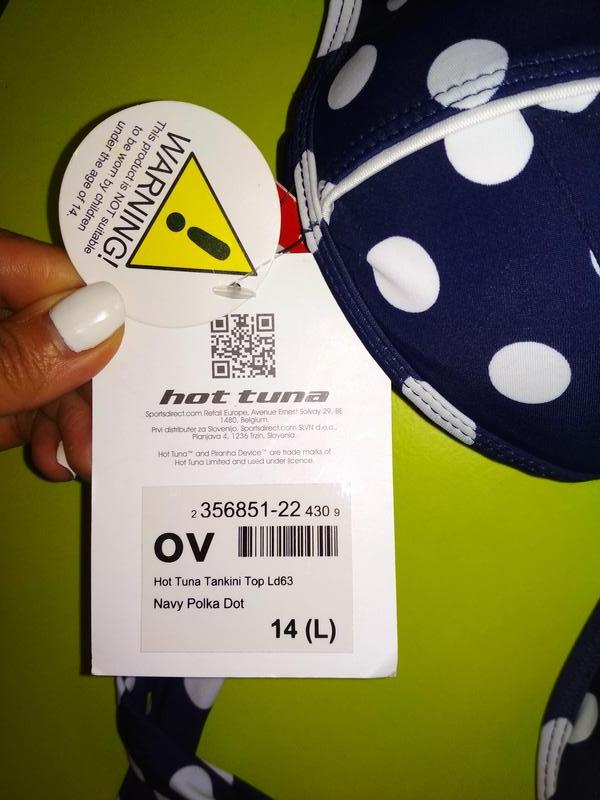 WARNING!
This product is NOT suitable
to be worn by children
under the age of 14.
hot tuna
Sportsdirect.com Retail Europe, Avenue Ernert Solvay 29, BE
1480, Belgium.
Prvi distributer za Slovenijo, Sportsdirect.com SLVN d.o.o.,
Planjava 4, 1236 Trzin, Slovenia.
Hot Tuna™ and Piranha Device™ are trade marks of
Hot Tuna Limited and used under licence.
2 356851-22 430 9
OV
Hot Tuna Tankini Top Ld63
Navy Polka Dot
14 (L)